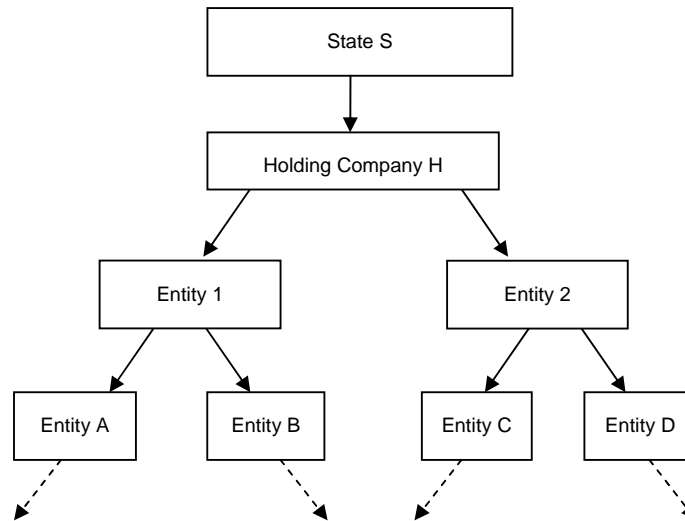 State S
Holding Company H
Entity 1
Entity 2
Entity A
Entity B
Entity C
Entity D